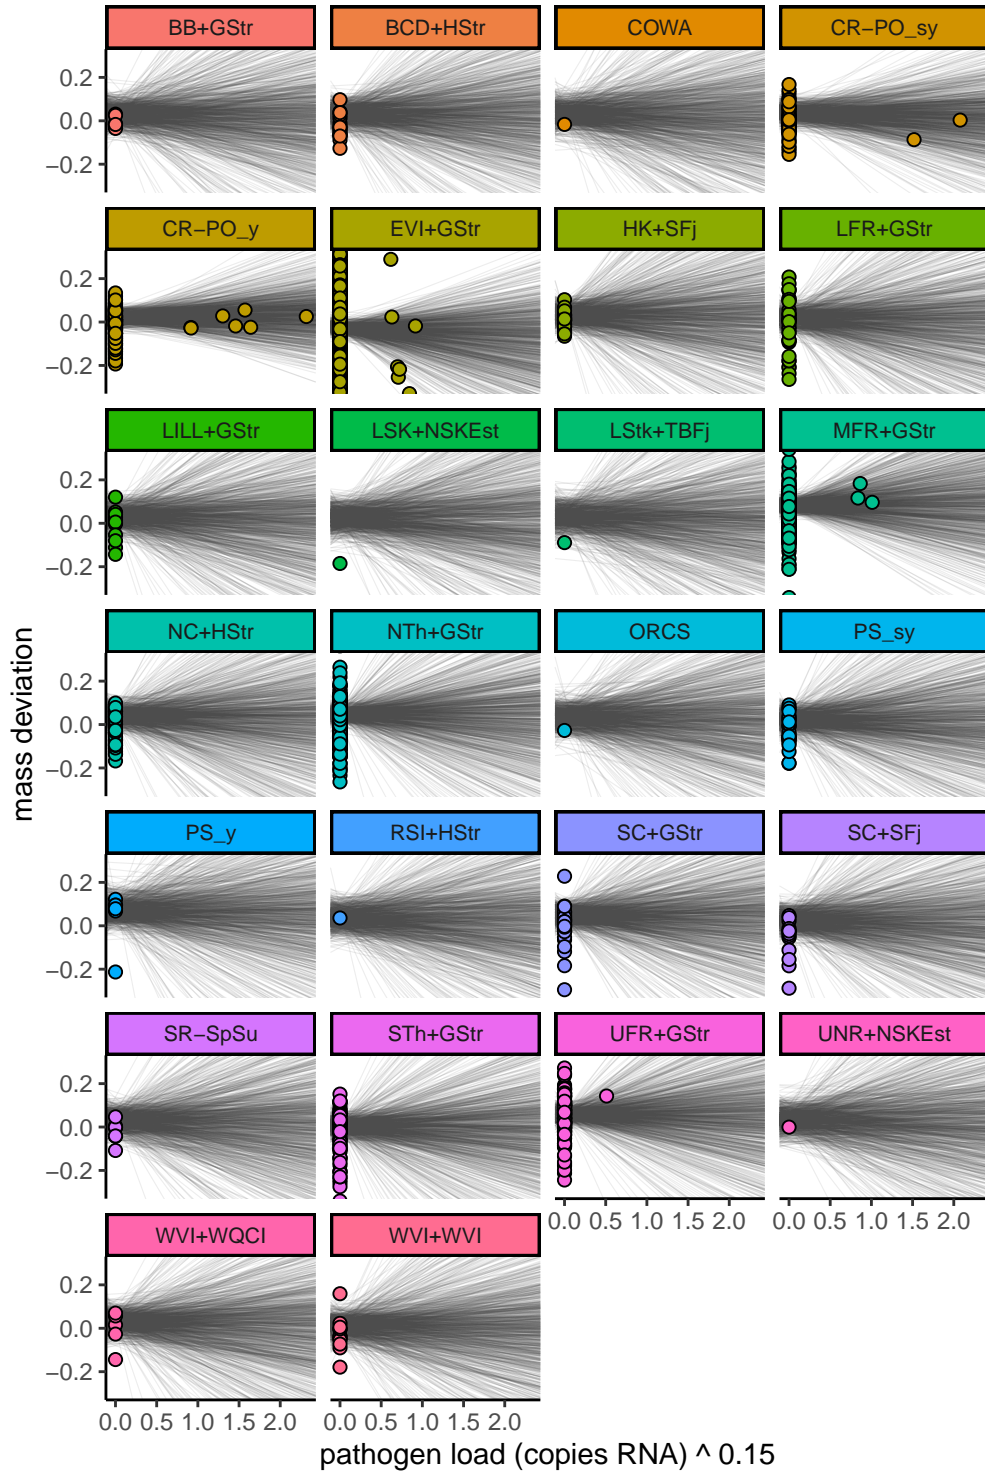 BB+GStr BCD+HStr COWA CR−PO_sy
0.2
0.0
−0.2
CR−PO_y EVI+GStr HK+SFj LFR+GStr
0.2
0.0
−0.2
LILL+GStr LSK+NSKEst LStk+TBFj MFR+GStr
0.2
0.0
−0.2
NC+HStr NTh+GStr ORCS PS_sy
0.2
0.0
−0.2
mass deviation
PS_y RSI+HStr SC+GStr SC+SFj
0.2
0.0
−0.2
SR−SpSu STh+GStr UFR+GStr UNR+NSKEst
0.2
0.0
−0.2
0.0 0.5 1.0 1.5 2.0 0.0 0.5 1.0 1.5 2.0
WVI+WQCI WVI+WVI
0.2
0.0
−0.2
0.0 0.5 1.0 1.5 2.0 0.0 0.5 1.0 1.5 2.0
pathogen load (copies RNA) ^ 0.15